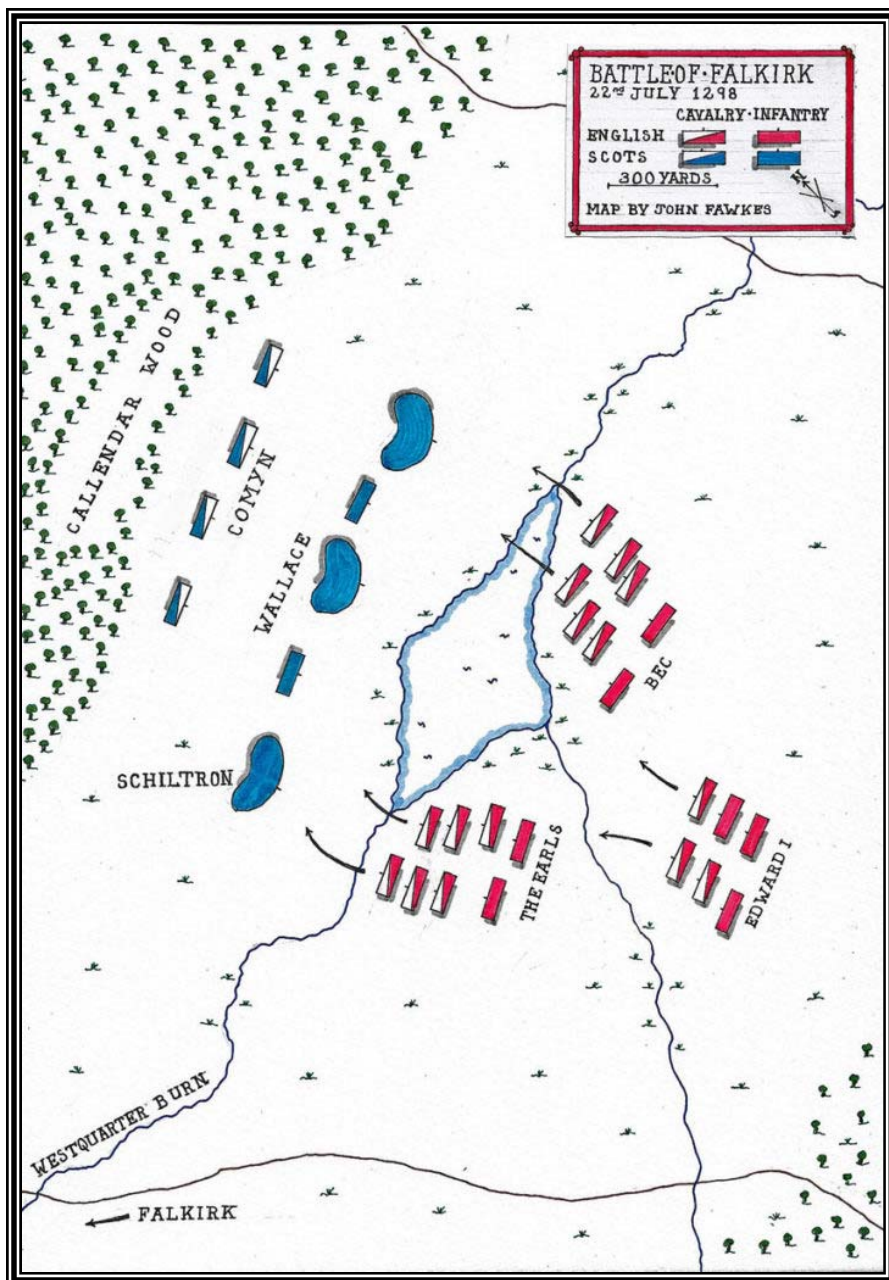 BATTLE·OF·FALKIRK
22nd JULY 1298
CAVALRY·INFANTRY
ENGLISH
SCOTS
300 YARDS
MAP BY JOHN FAWKES
CALLENDAR WOOD
COMYN
WALLACE
BEC
SCHILTRON
THE EARLS
EDWARD I
WESTQUARTER BURN
FALKIRK